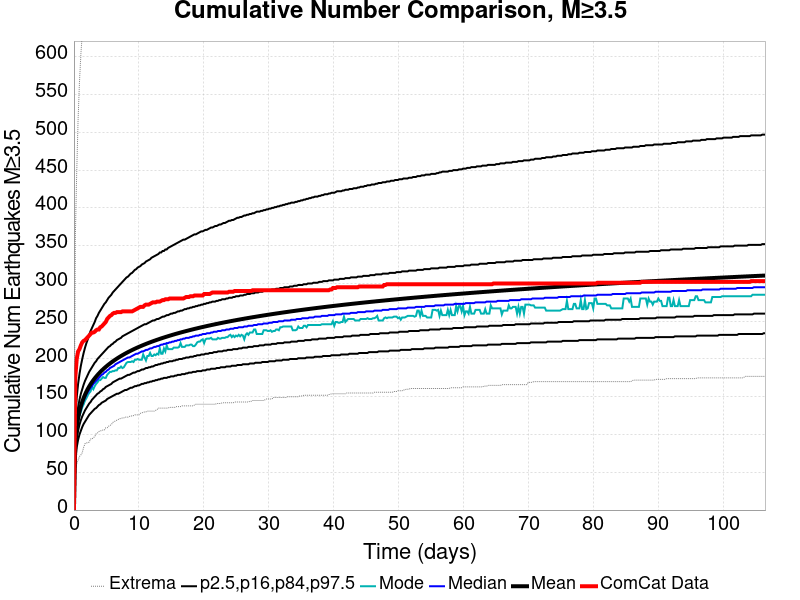 Cumulative Number Comparison, M≥3.5
Cumulative Num Earthquakes M≥3.5
600
550
500
450
400
350
300
250
200
150
100
50
0
0 10 20 30 40 50 60 70 80 90 100
Time (days)
Extrema p2.5,p16,p84,p97.5 Mode Median Mean ComCat Data